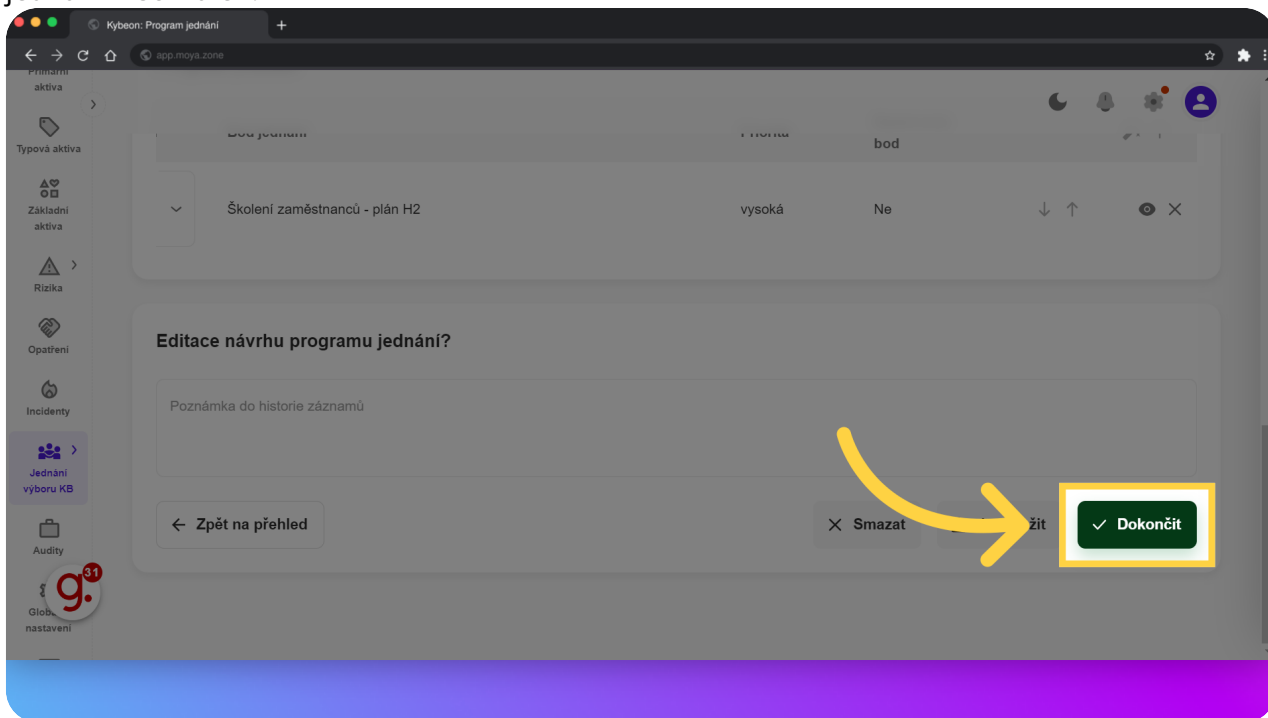 Kybeon: Program jednání
app.moya.zone
aktiva
Typová aktiva
Základní
aktiva
Rizika
Opatření
Incidenty
Jednání
výboru KB
Audity
nastavení
g.
31
Bod jednání
Priorita
bod
Školení zaměstnanců - plán H2
vysoká
Ne
Editace návrhu programu jednání?
Poznámka do historie záznamů
Zpět na přehled
Smazat
žit
Dokončit